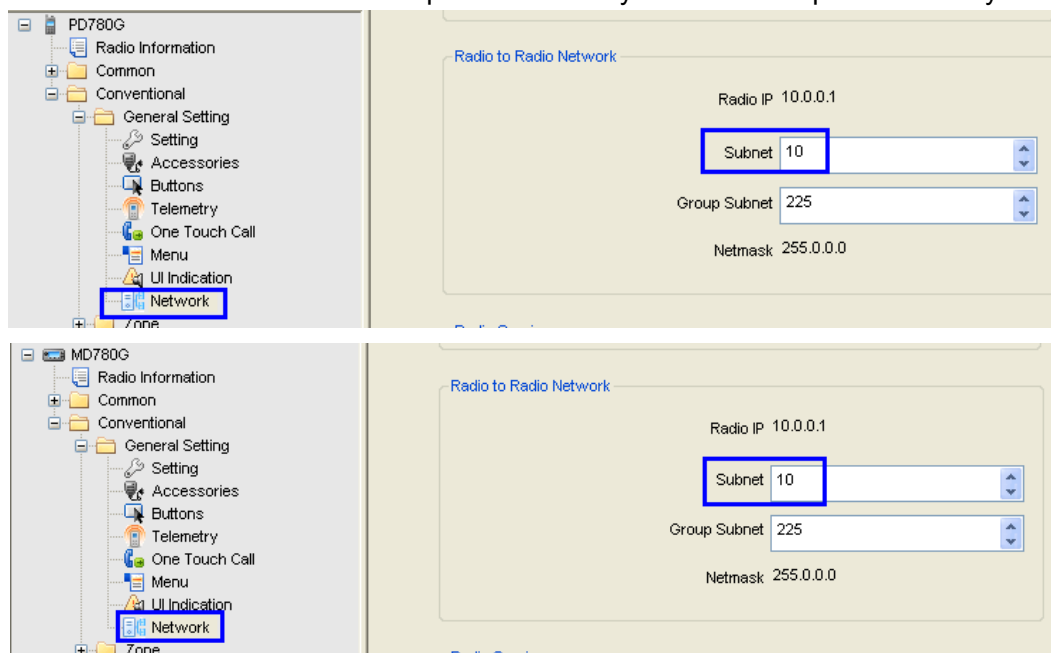 PD780G
Radio Information
Common
Conventional
General Setting
Setting
Accessories
Buttons
Telemetry
One Touch Call
Menu
UI Indication
Network
Zone
Radio to Radio Network
Radio IP 10.0.0.1
Subnet 10
Group Subnet 225
Netmask 255.0.0.0
MD780G
Radio Information
Common
Conventional
General Setting
Setting
Accessories
Buttons
Telemetry
One Touch Call
Menu
UI Indication
Network
Zone
Radio to Radio Network
Radio IP 10.0.0.1
Subnet 10
Group Subnet 225
Netmask 255.0.0.0